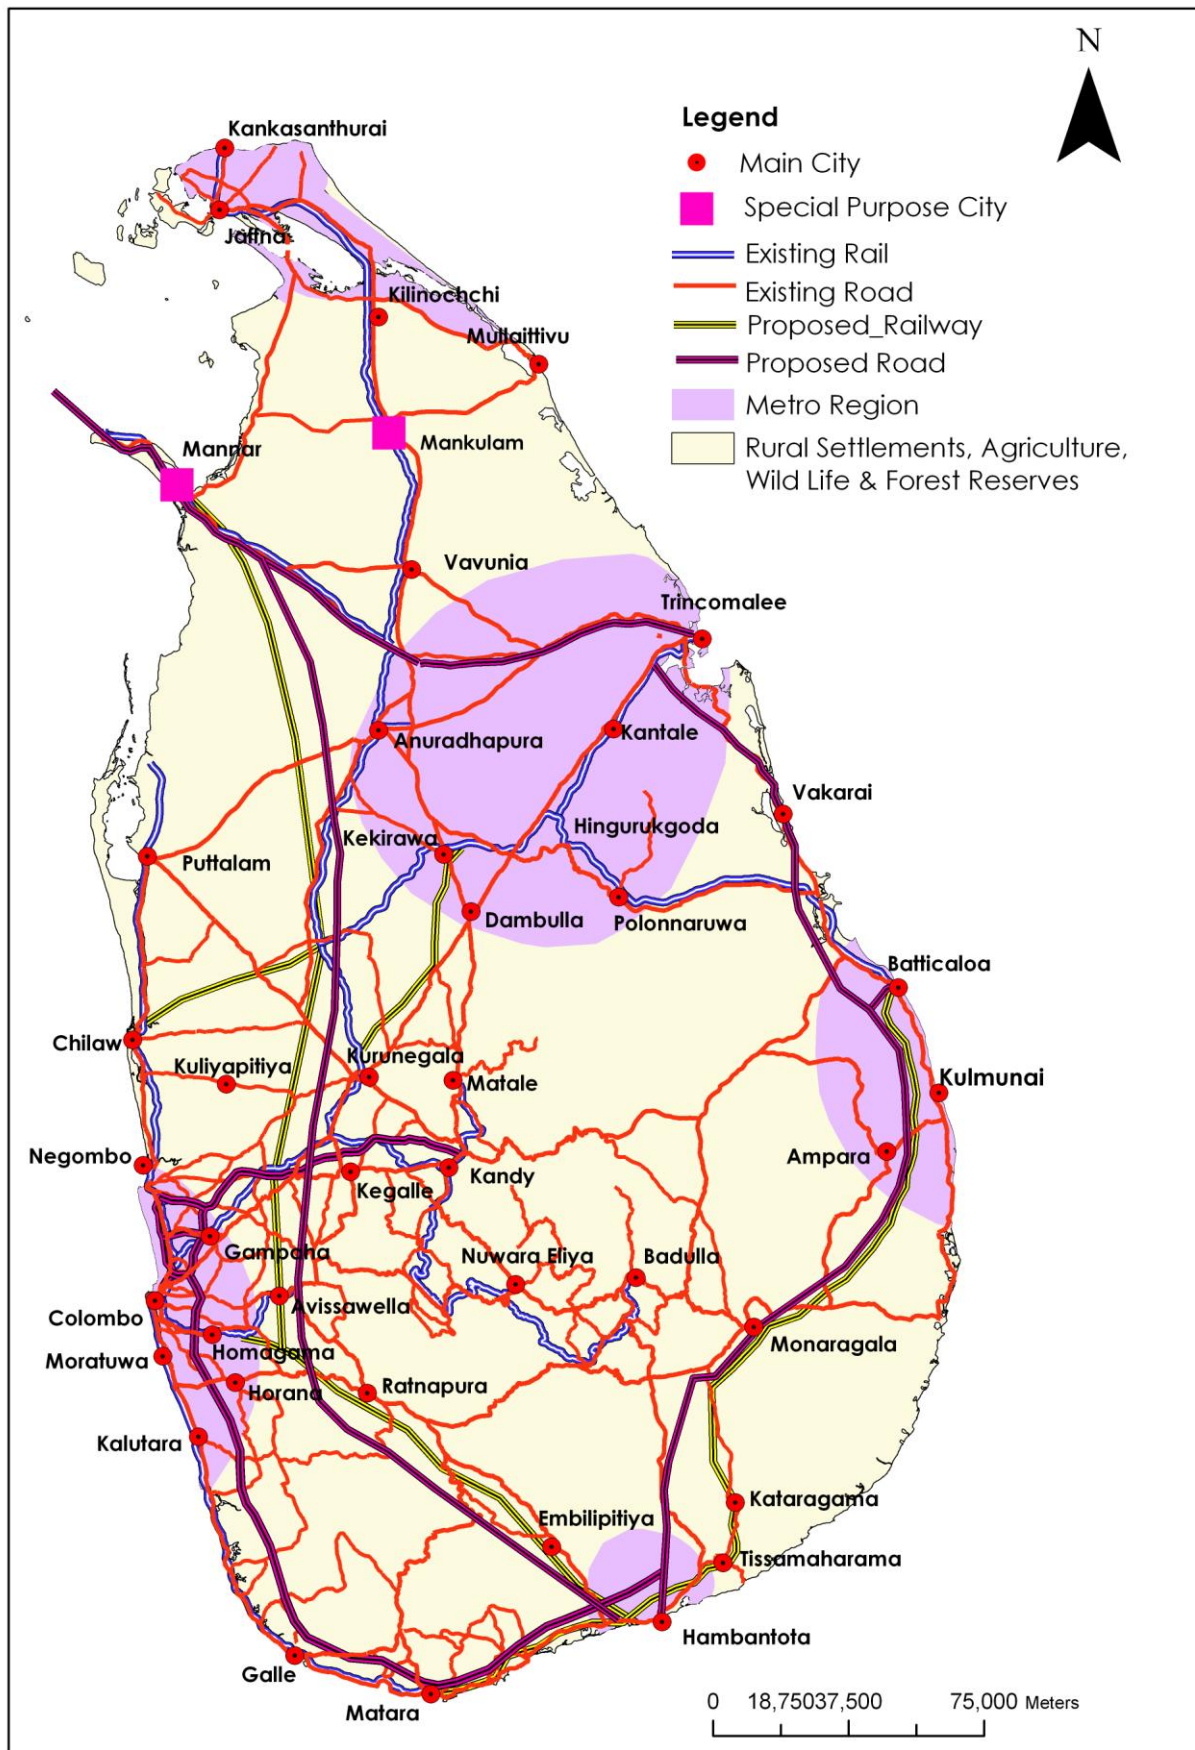 N
Legend
Main City
Special Purpose City
Existing Rail
Existing Road
Proposed_Railway
Proposed Road
Metro Region
Rural Settlements, Agriculture,
Wild Life & Forest Reserves
Kankasanthurai
Jaffna
Kilinochchi
Mullaittivu
Mannar
Mankulam
Vavunia
Trincomalee
Anuradhapura
Kantale
Vakarai
Hingurukgoda
Kekirawa
Puttalam
Dambulla
Polonnaruwa
Batticaloa
Chilaw
Kuliyapitiya
Kurunegala
Matale
Kulmunai
Negombo
Ampara
Kegalle
Kandy
Gampaha
Nuwara Eliya
Badulla
Colombo
Avissawella
Homagama
Monaragala
Moratuwa
Horana
Ratnapura
Kalutara
Kataragama
Embilipitiya
Tissamaharama
Hambantota
Galle
Matara
0 18,75037,500 75,000 Meters